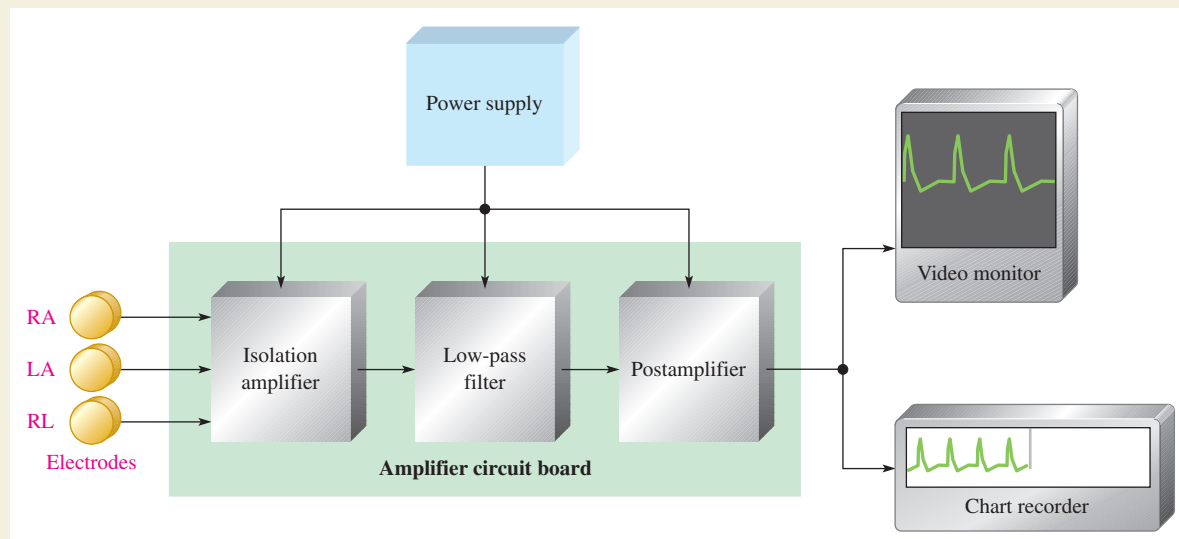 Power supply
Video monitor
RA
LA
RL
Electrodes
Isolation
amplifier
Low-pass
filter
Postamplifier
Amplifier circuit board
Chart recorder